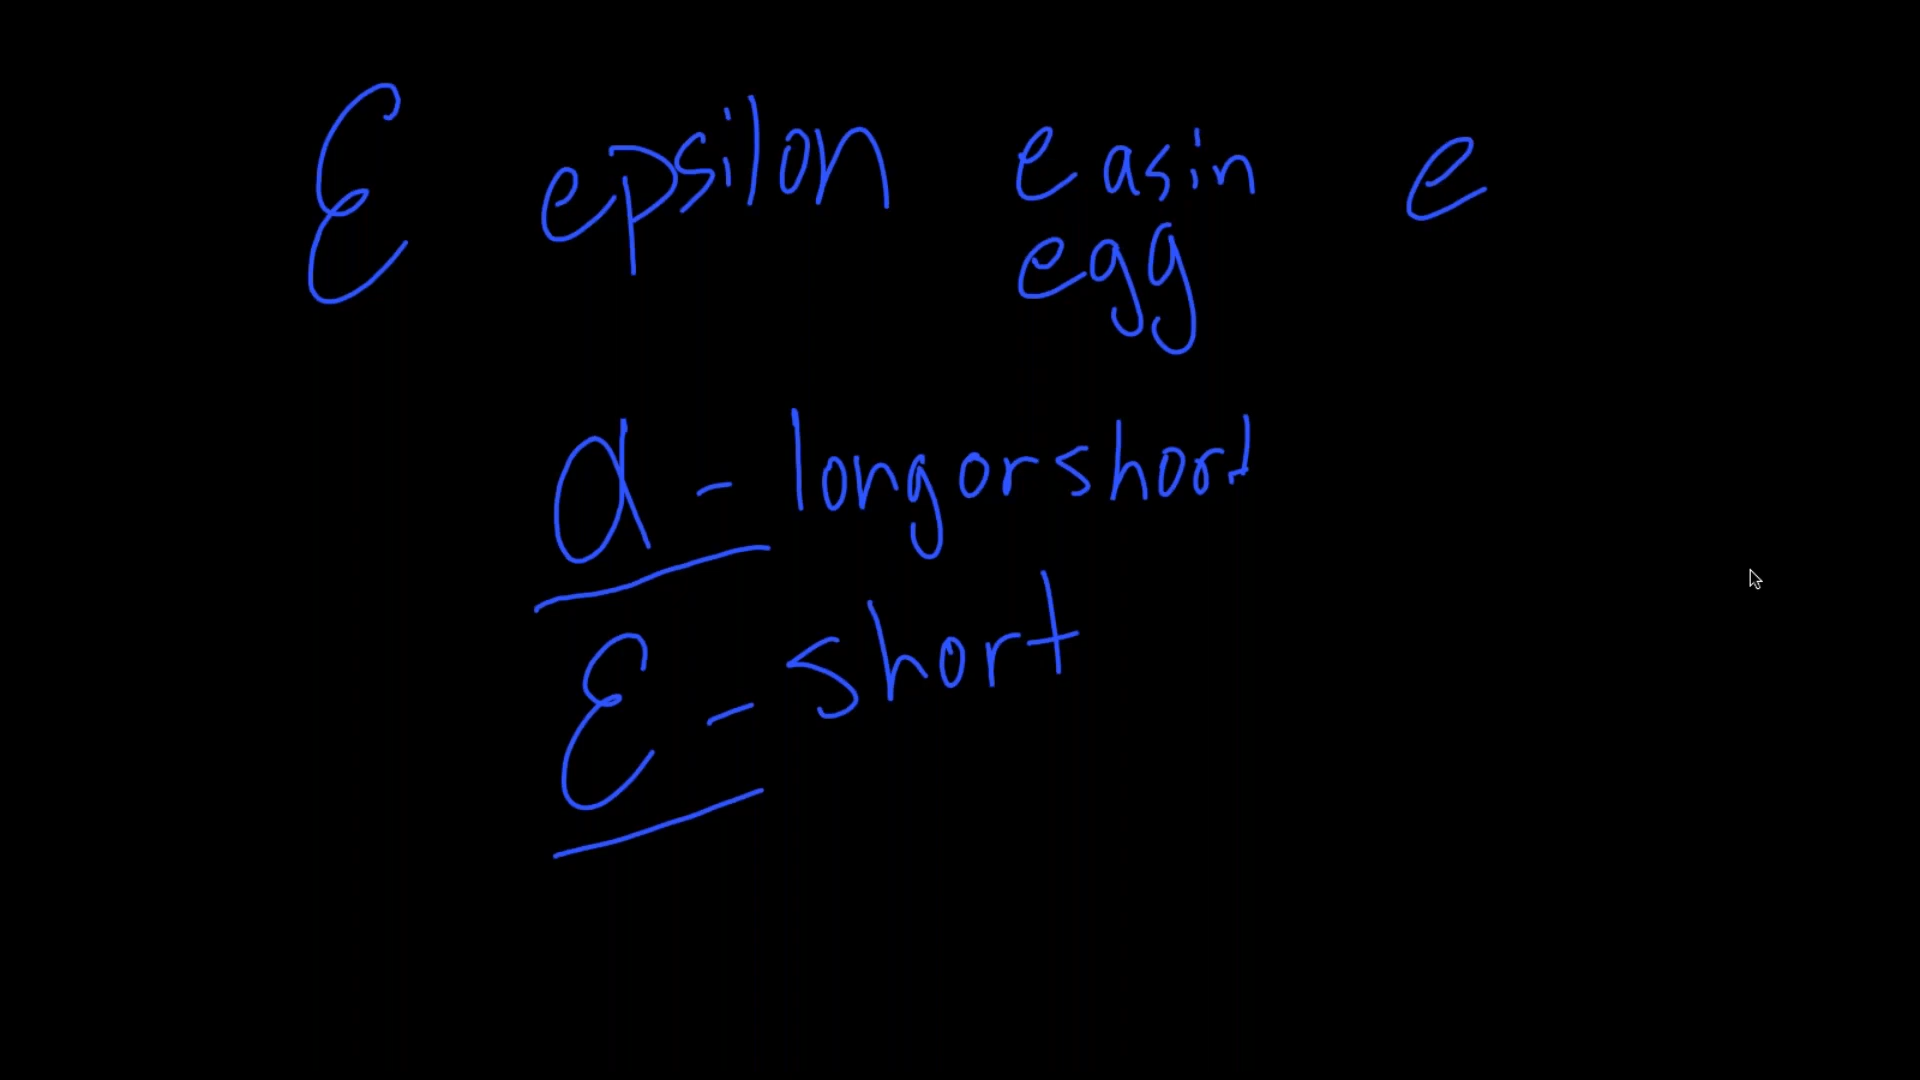 ε epsilon e as in e
egg
α - long or short
ε - short